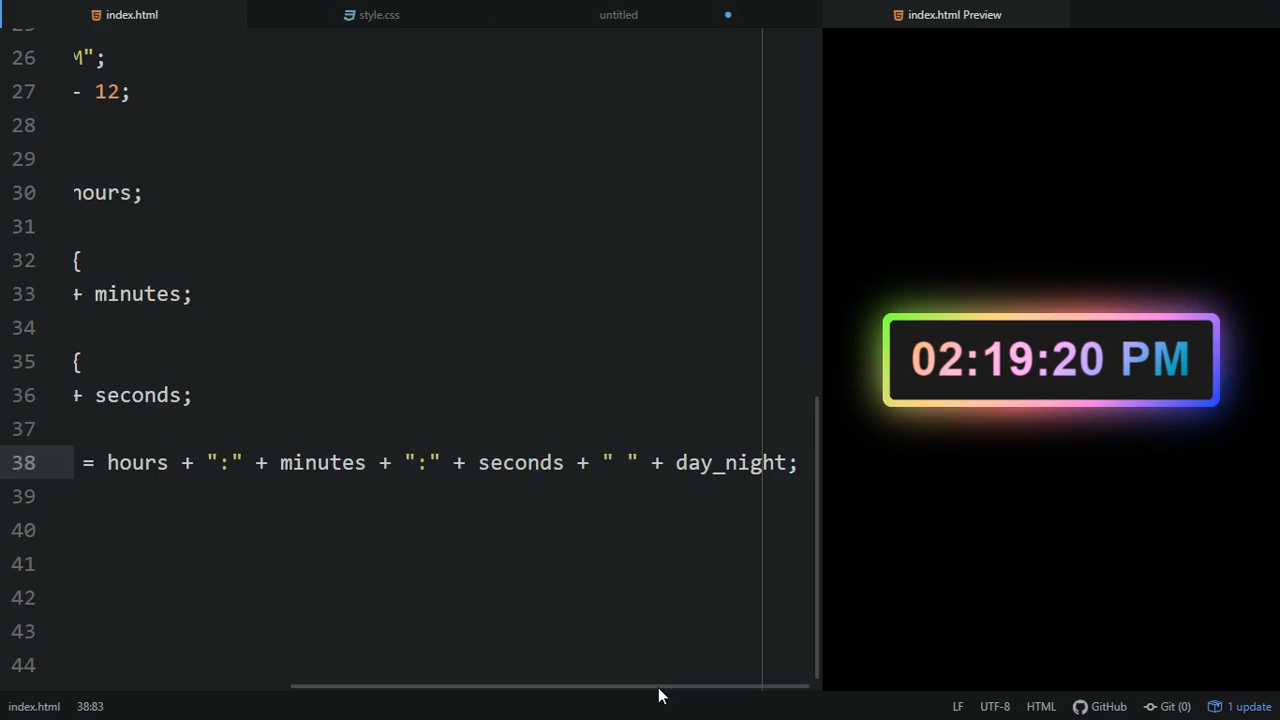 index.html
style.css
untitled
index.html Preview
26 M";
27 - 12;
28
29
30 hours;
31
32 {
33 + minutes;
34
35 {
36 + seconds;
37
38 = hours + ":" + minutes + ":" + seconds + " " + day_night;
39
40
41
42
43
44
02:19:20 PM
index.html 38:83
LF UTF-8 HTML GitHub Git (0) 1 update